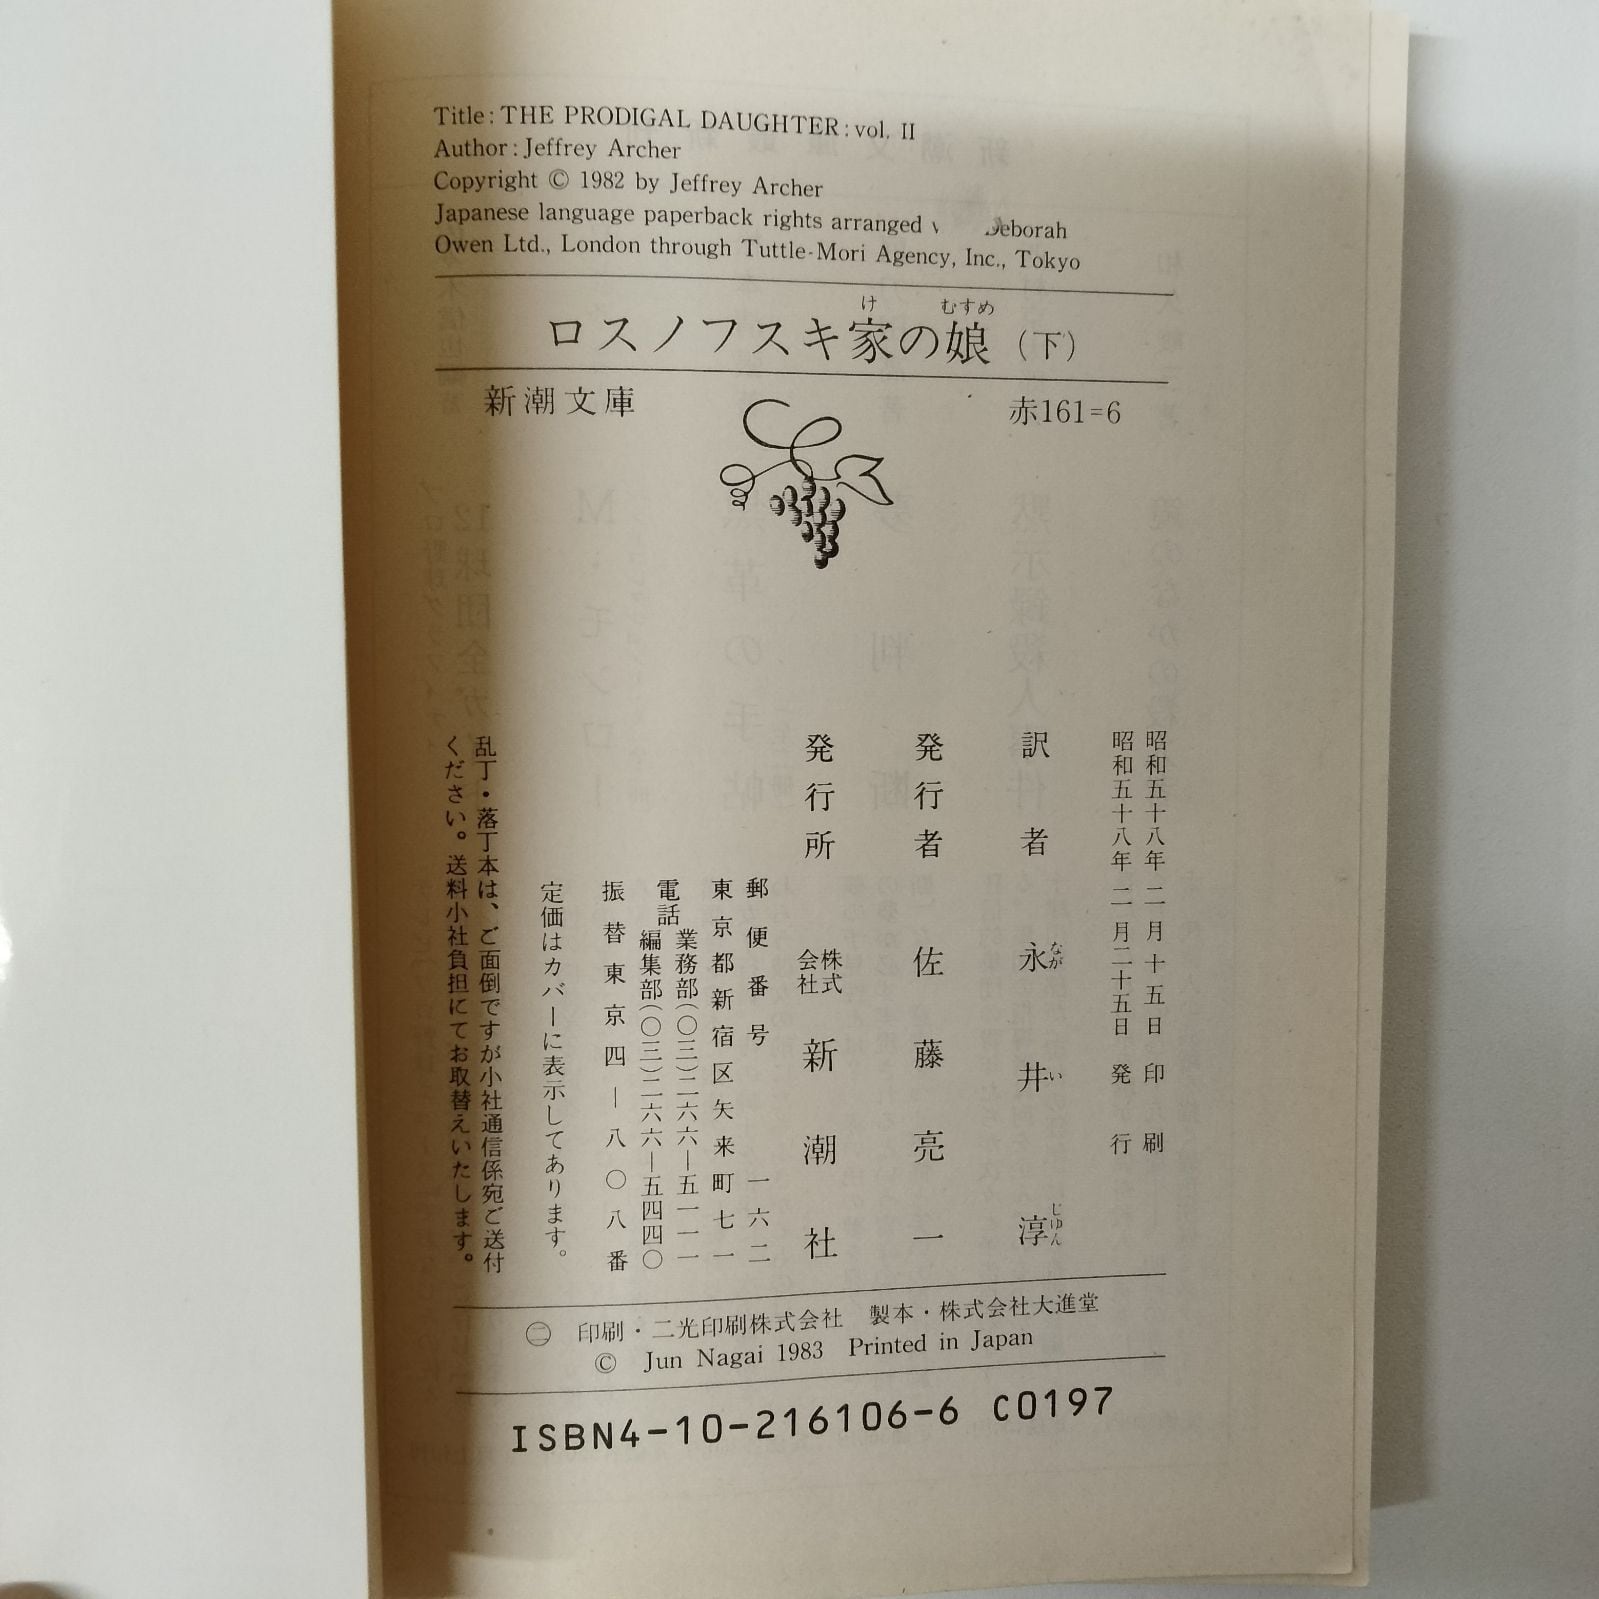 Title: THE PRODIGAL DAUGHTER: vol. II
Author: Jeffrey Archer
Copyright © 1982 by Jeffrey Archer
Japanese language paperback rights arranged
Owen Ltd., London through Tuttle-Mori Agency, Inc., Tokyo
け むすめ
ロスノフスキ家の娘 (下)
新潮文庫 赤161=6
昭和五十八年 二月 十五日 印刷
昭和五十八年 二月二十五日 発行
訳者 永井淳
なが い じゅん
発行者 佐藤亮一
発行所 株式会社 新潮社
郵便番号 一六二
東京都新宿区矢来町七一
電話 業務部(〇三)二六六―五一一一
編集部(〇三)二六六―五四四〇
振替東京四―八〇八番
定価はカバーに表示してあります。
乱丁・落丁本は、ご面倒ですが小社通信係宛ご送付
ください。送料小社負担にてお取替えいたします。
㊁ 印刷・二光印刷株式会社 製本・株式会社大進堂
© Jun Nagai 1983 Printed in Japan
ISBN4-10-216106-6 C0197